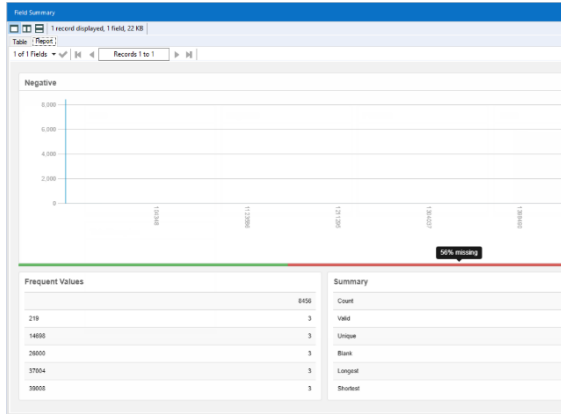 Field Summary
1 record displayed, 1 field, 22 KB
Table Report
1 of 1 Fields Records 1 to 1
Negative
8,000
6,000
4,000
2,000
0
56% missing
Frequent Values
8456
219 3
14698 3
26800 3
37004 3
39908 3
Summary
Count
Valid
Unique
Blank
Longest
Shortest